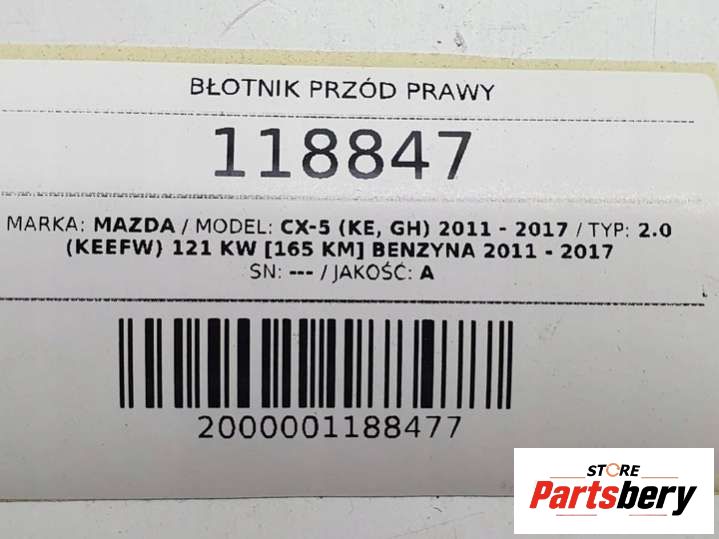 BŁOTNIK PRZÓD PRAWY
118847
MARKA: MAZDA / MODEL: CX-5 (KE, GH) 2011 - 2017 / TYP: 2.0
(KEEFW) 121 KW [165 KM] BENZYNA 2011 - 2017
SN: --- / JAKOŚĆ: A
2000001188477
STORE
Partsbery